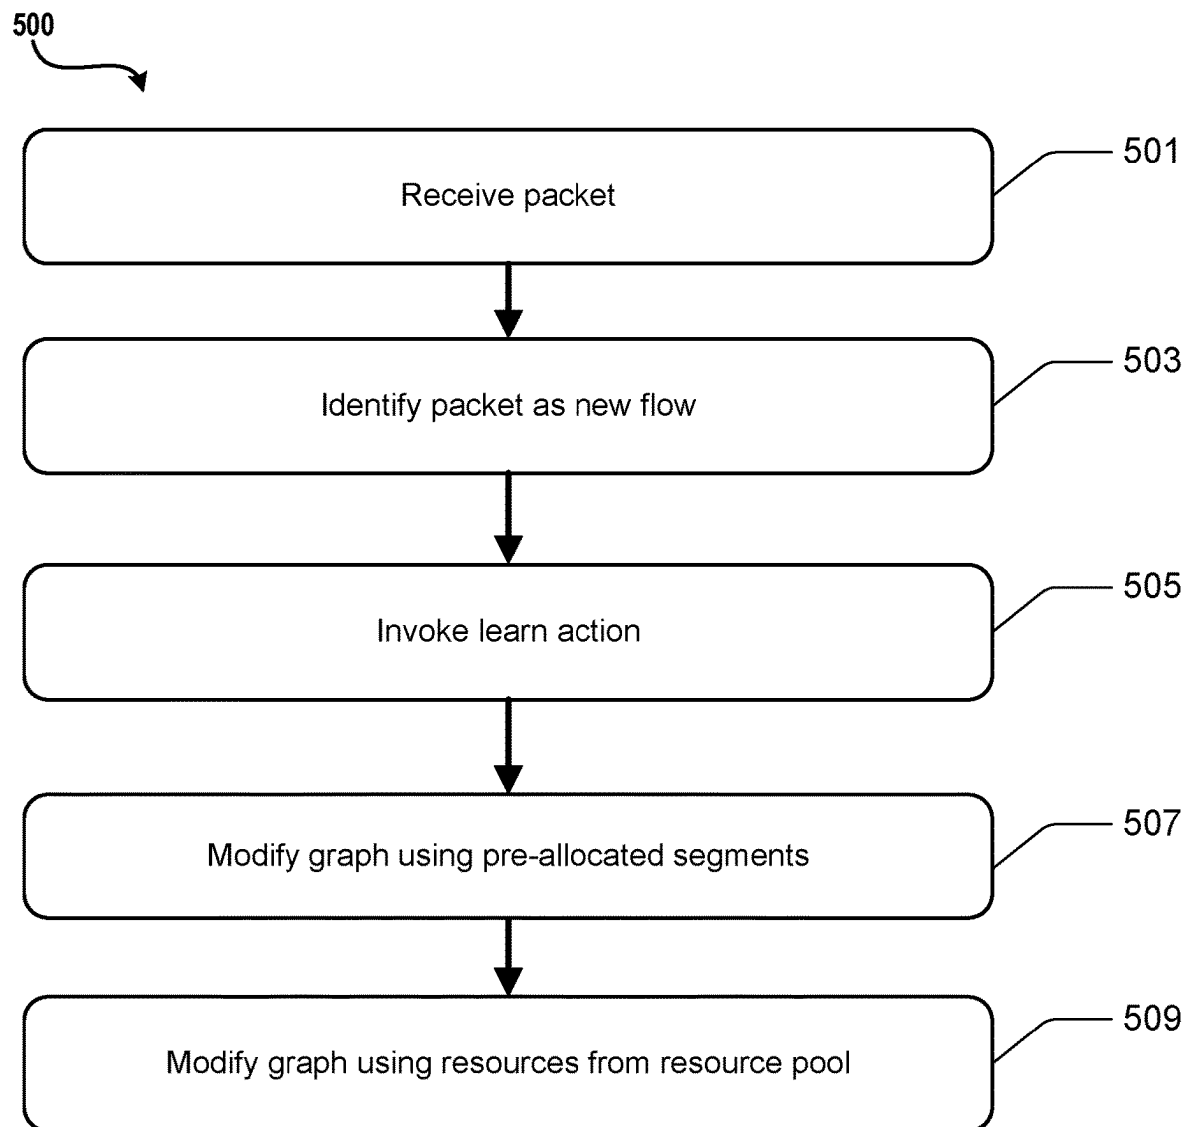 500
Receive packet
501
Identify packet as new flow
503
Invoke learn action
505
Modify graph using pre-allocated segments
507
Modify graph using resources from resource pool
509